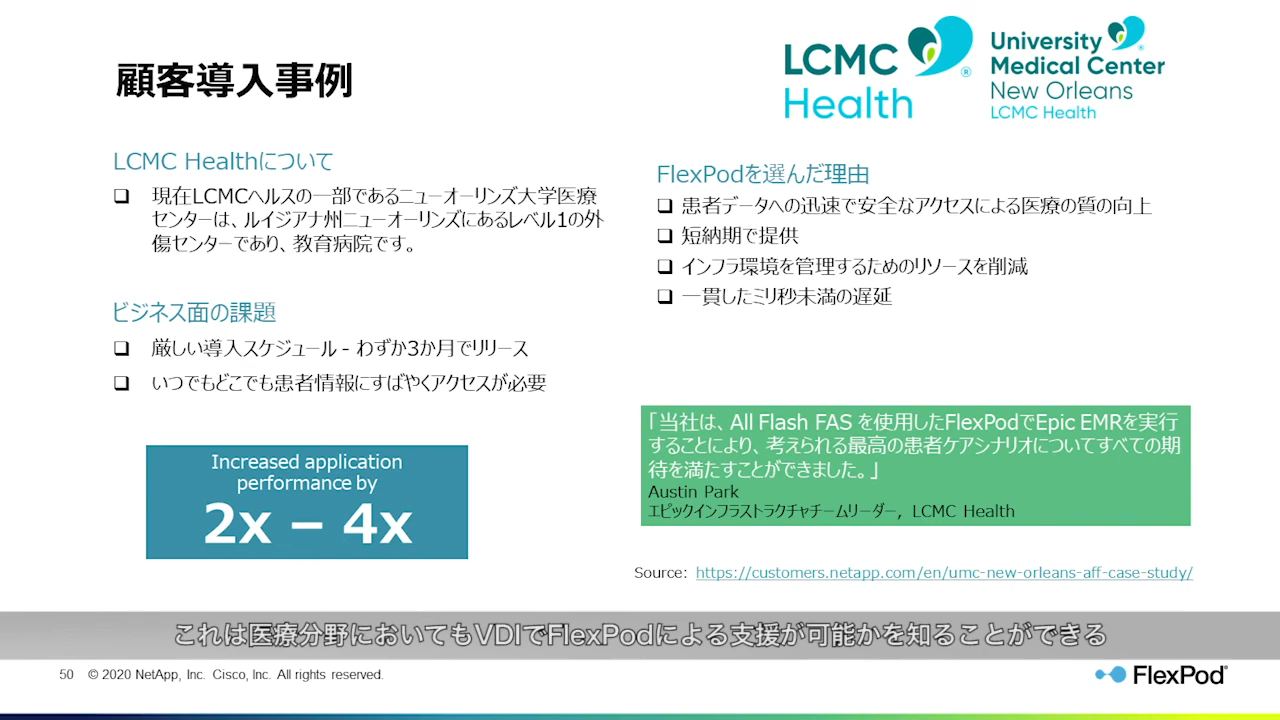 顧客導入事例
LCMC
Health
University
Medical Center
New Orleans
LCMC Health
LCMC Healthについて
現在LCMCヘルスの一部であるニューオーリンズ大学医療
センターは、ルイジアナ州ニューオーリンズにあるレベル1の外
傷センターであり、教育病院です。
ビジネス面の課題
厳しい導入スケジュール - わずか3か月でリリース
いつでもどこでも患者情報にすばやくアクセスが必要
Increased application
performance by
2x – 4x
FlexPodを選んだ理由
患者データへの迅速で安全なアクセスによる医療の質の向上
短納期で提供
インフラ環境を管理するためのリソースを削減
一貫したミリ秒未満の遅延
「当社は、All Flash FAS を使用したFlexPodでEpic EMRを実行
することにより、考えられる最高の患者ケアシナリオについてすべての期
待を満たすことができました。」
Austin Park
エピックインフラストラクチャチームリーダー, LCMC Health
Source: https://customers.netapp.com/en/umc-new-orleans-aff-case-study/
これは医療分野においてもVDIでFlexPodによる支援が可能かを知ることができる
50 © 2020 NetApp, Inc. Cisco, Inc. All rights reserved.
FlexPod